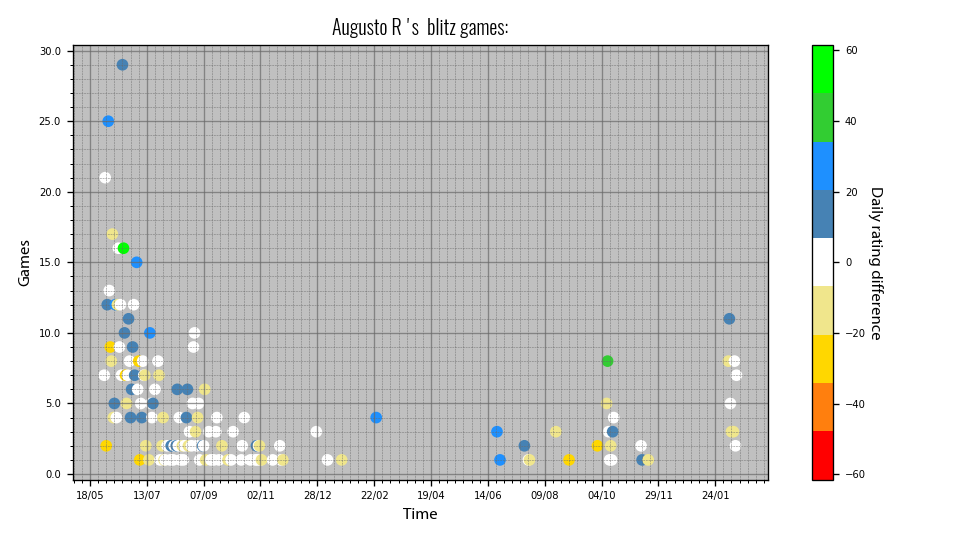 Augusto R 's  blitz games:
30.0
25.0
20.0
15.0
10.0
5.0
0.0
Games
18/05 13/07 07/09 02/11 28/12 22/02 19/04 14/06 09/08 04/10 29/11 24/01
Time
60
40
20
0
−20
−40
−60
Daily rating difference